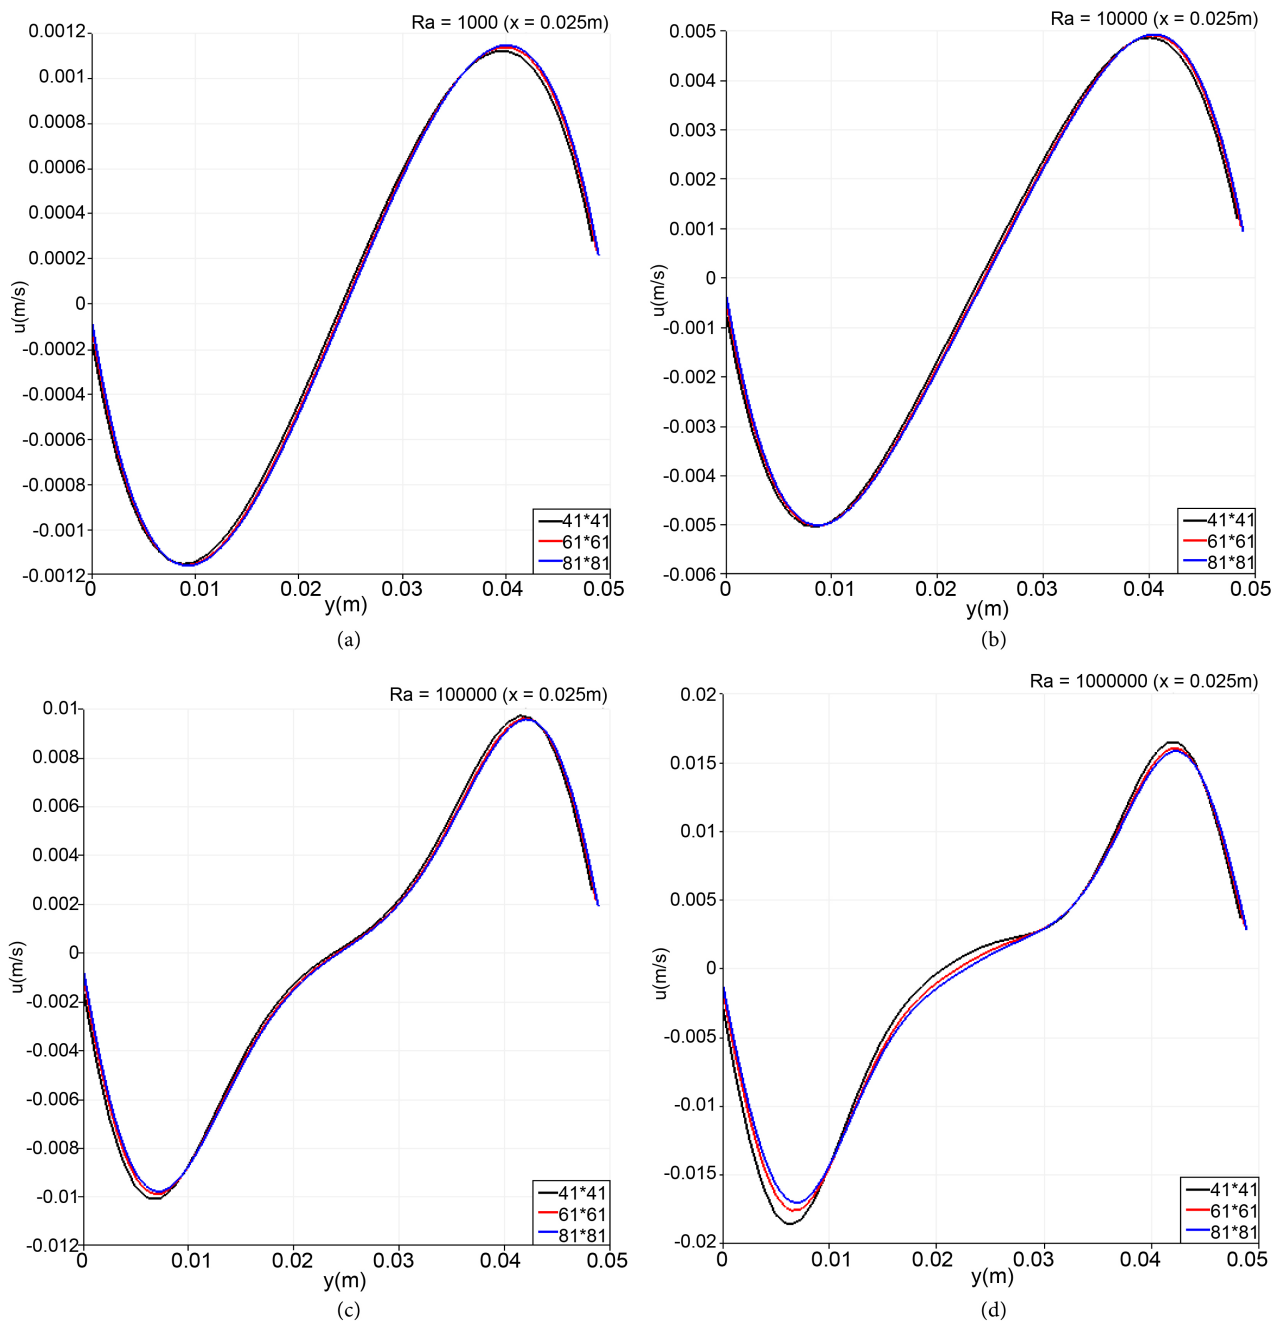 Ra = 1000 (x = 0.025m)
0.0012
0.001
0.0008
0.0006
0.0004
0.0002
0
-0.0002
-0.0004
-0.0006
-0.0008
-0.001
-0.0012
u(m/s)
0 0.01 0.02 0.03 0.04 0.05
y(m)
41*41
61*61
81*81
(a)
Ra = 10000 (x = 0.025m)
0.005
0.004
0.003
0.002
0.001
0
-0.001
-0.002
-0.003
-0.004
-0.005
-0.006
u(m/s)
0 0.01 0.02 0.03 0.04 0.05
y(m)
41*41
61*61
81*81
(b)
Ra = 100000 (x = 0.025m)
0.01
0.008
0.006
0.004
0.002
0
-0.002
-0.004
-0.006
-0.008
-0.01
-0.012
u(m/s)
0 0.01 0.02 0.03 0.04 0.05
y(m)
41*41
61*61
81*81
(c)
Ra = 1000000 (x = 0.025m)
0.02
0.015
0.01
0.005
0
-0.005
-0.01
-0.015
-0.02
u(m/s)
0 0.01 0.02 0.03 0.04 0.05
y(m)
41*41
61*61
81*81
(d)